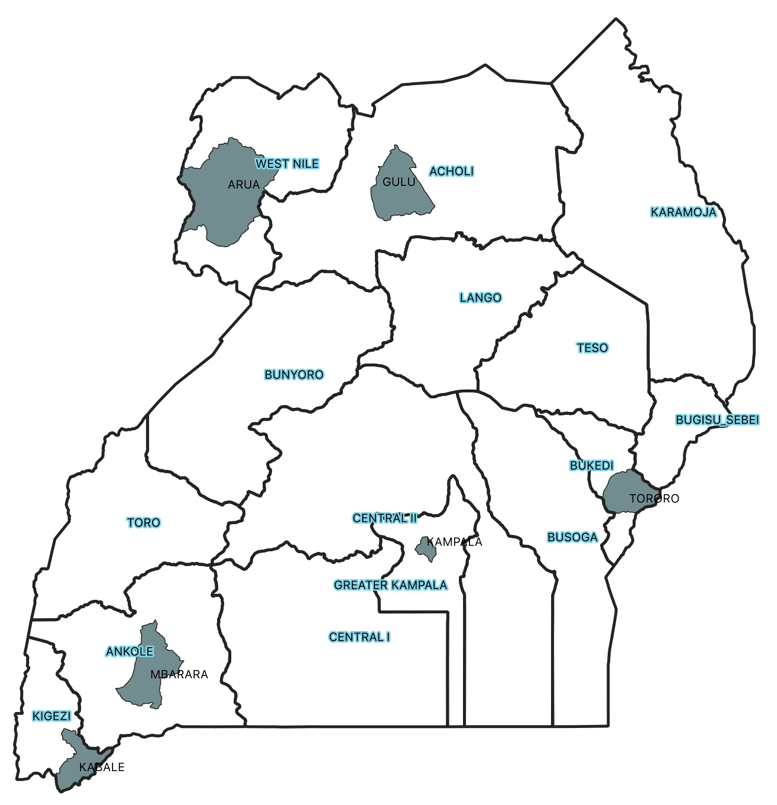 WEST NILE
ACHOLI
GULU
ARUA
KARAMOJA
LANGO
TESO
BUNYORO
BUGISU_SEBEI
BUKEDI
TORORO
CENTRAL II
TORO
BUSOGA
KAMPALA
GREATER KAMPALA
CENTRAL I
ANKOLE
MBARARA
KIGEZI
KABALE